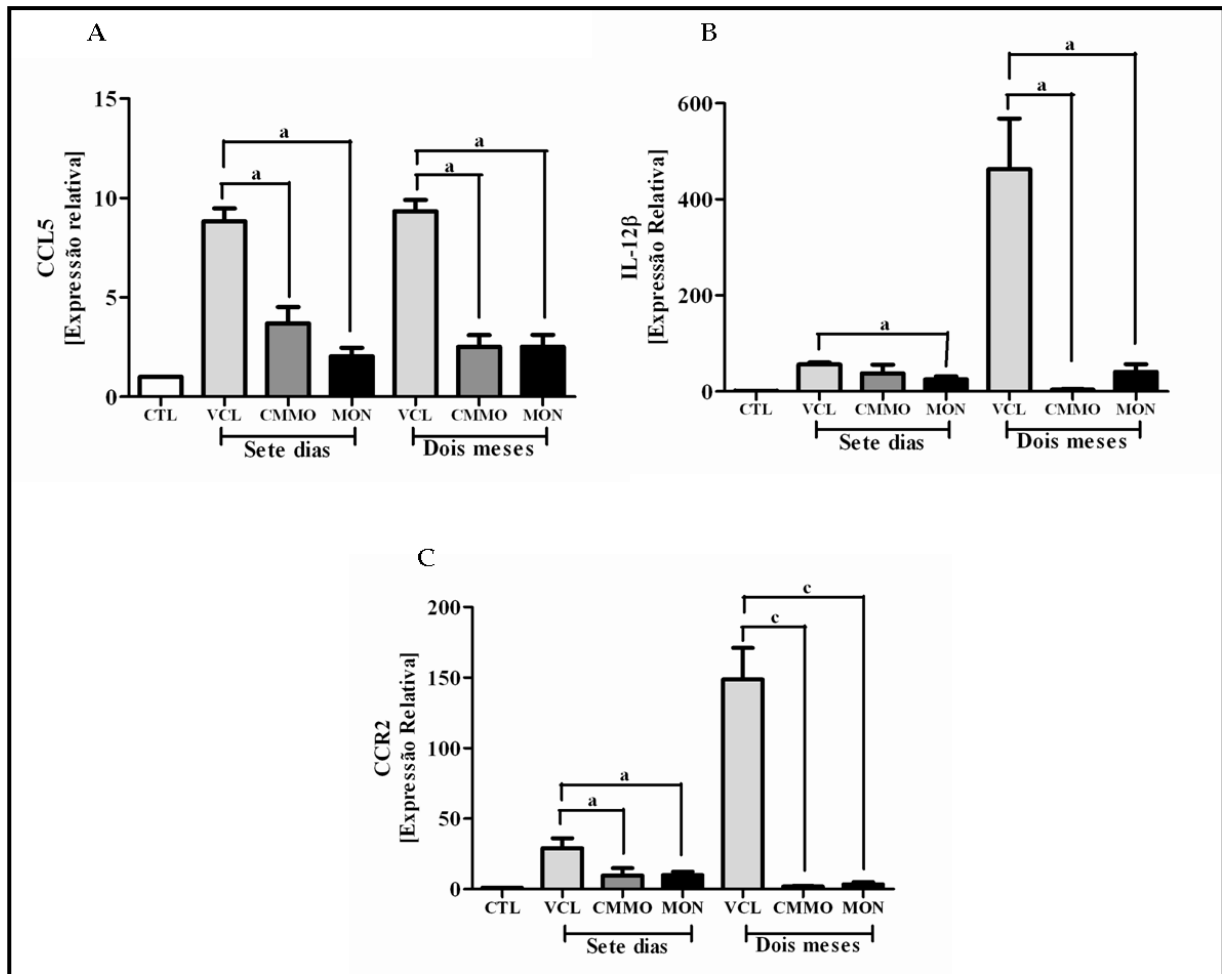 A
CCL5
[Expressão relativa]
15
10
5
0
a
a
a
a
CTL
VCL
CMMO
MON
VCL
CMMO
MON
Sete dias
Dois meses
B
IL-12β
[Expressão Relativa]
600
400
200
0
a
a
a
CTL
VCL
CMMO
MON
VCL
CMMO
MON
Sete dias
Dois meses
C
CCR2
[Expressão Relativa]
200
150
100
50
0
a
a
c
c
CTL
VCL
CMMO
MON
VCL
CMMO
MON
Sete dias
Dois meses